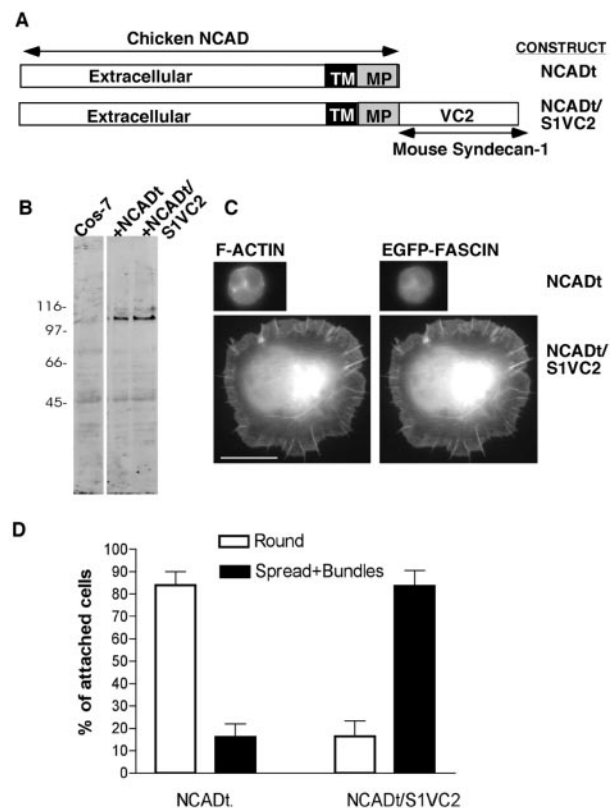 A
Chicken NCAD
CONSTRUCT
Extracellular TM MP
NCADt
Extracellular TM MP VC2
NCADt/
S1VC2
Mouse Syndecan-1
B
Cos-7
+NCADt
+NCADt/
S1VC2
116-
97-
66-
45-
C
F-ACTIN EGFP-FASCIN
NCADt
NCADt/
S1VC2
D
Round
Spread+Bundles
% of attached cells
90
80
70
60
50
40
30
20
10
0
NCADt. NCADt/S1VC2